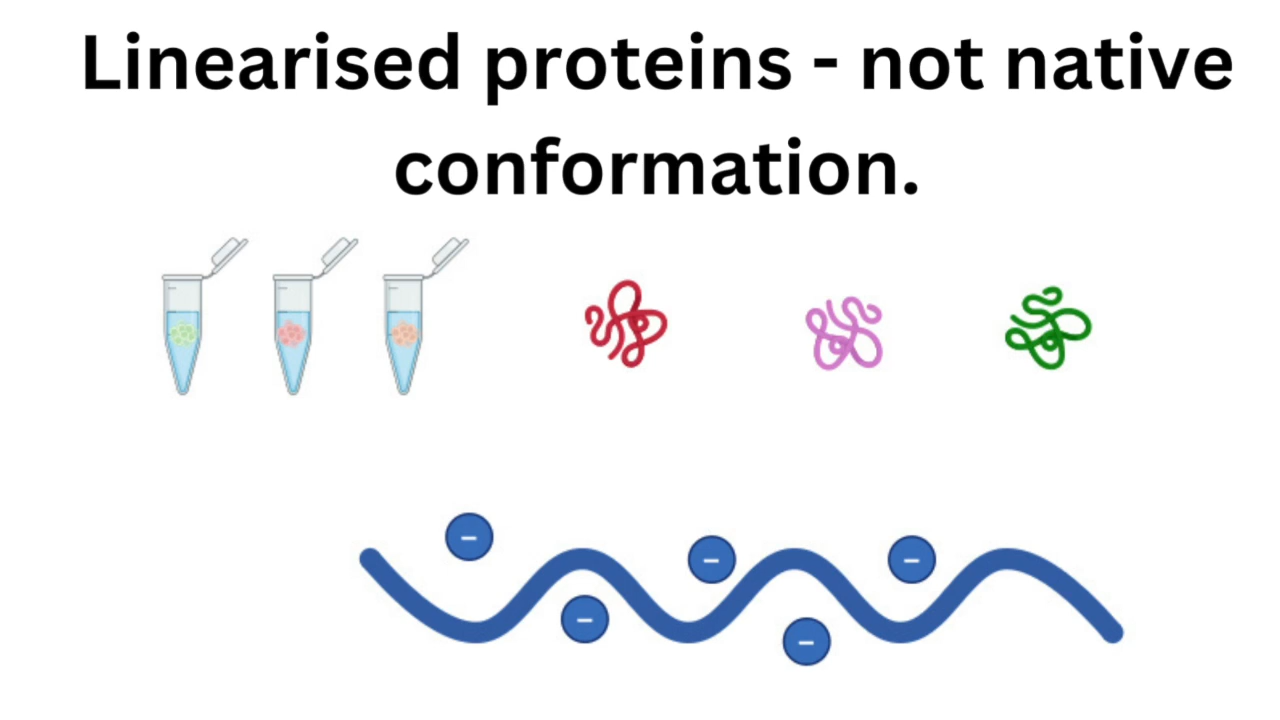 Linearised proteins - not native
conformation.
−
−
−
−
−